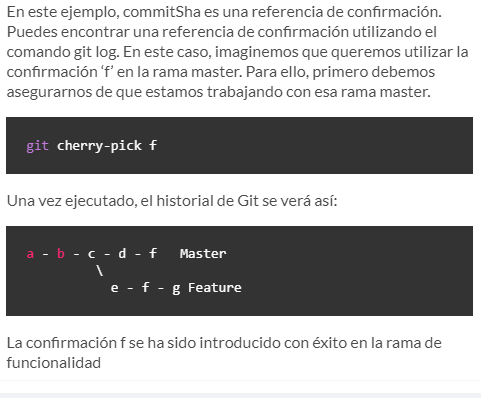 En este ejemplo, commitSha es una referencia de confirmación.
Puedes encontrar una referencia de confirmación utilizando el
comando git log. En este caso, imaginemos que queremos utilizar la
confirmación ‘f’ en la rama master. Para ello, primero debemos
asegurarnos de que estamos trabajando con esa rama master.
git cherry-pick f
Una vez ejecutado, el historial de Git se verá así:
a - b - c - d - f   Master
\
e - f - g Feature
La confirmación f se ha sido introducido con éxito en la rama de
funcionalidad